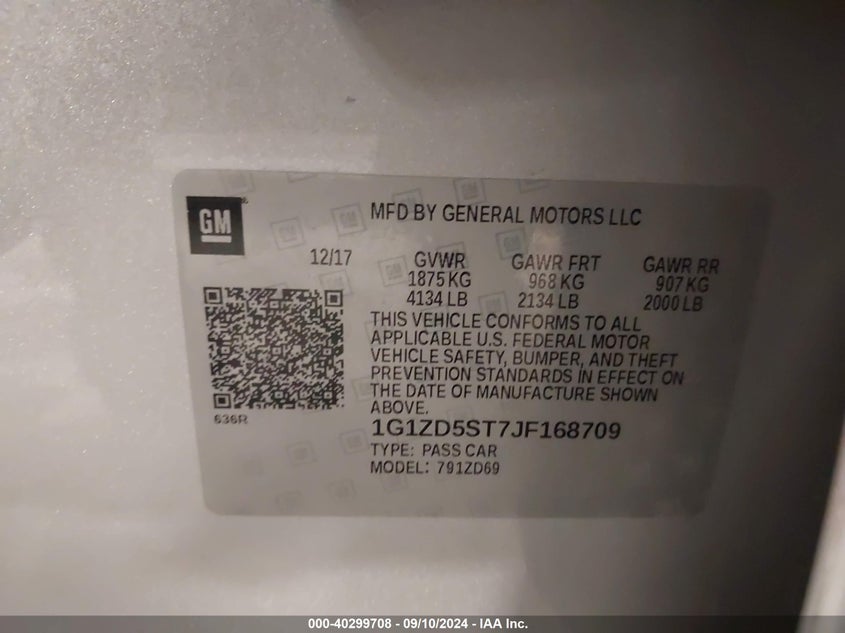 GM
®
MFD BY GENERAL MOTORS LLC
12/17 GVWR GAWR FRT GAWR RR
1875 KG 968 KG 907 KG
4134 LB 2134 LB 2000 LB
THIS VEHICLE CONFORMS TO ALL
APPLICABLE U.S. FEDERAL MOTOR
VEHICLE SAFETY, BUMPER, AND THEFT
PREVENTION STANDARDS IN EFFECT ON
THE DATE OF MANUFACTURE SHOWN
ABOVE.
636R
1G1ZD5ST7JF168709
TYPE: PASS CAR
MODEL: 791ZD69
000-40299708 - 09/10/2024 - IAA Inc.